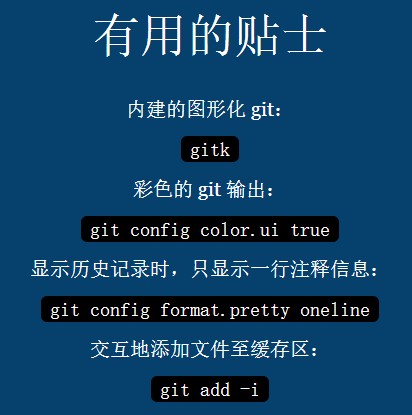 有用的贴士
内建的图形化 git：
gitk
彩色的 git 输出：
git config color.ui true
显示历史记录时，只显示一行注释信息：
git config format.pretty oneline
交互地添加文件至缓存区：
git add -i